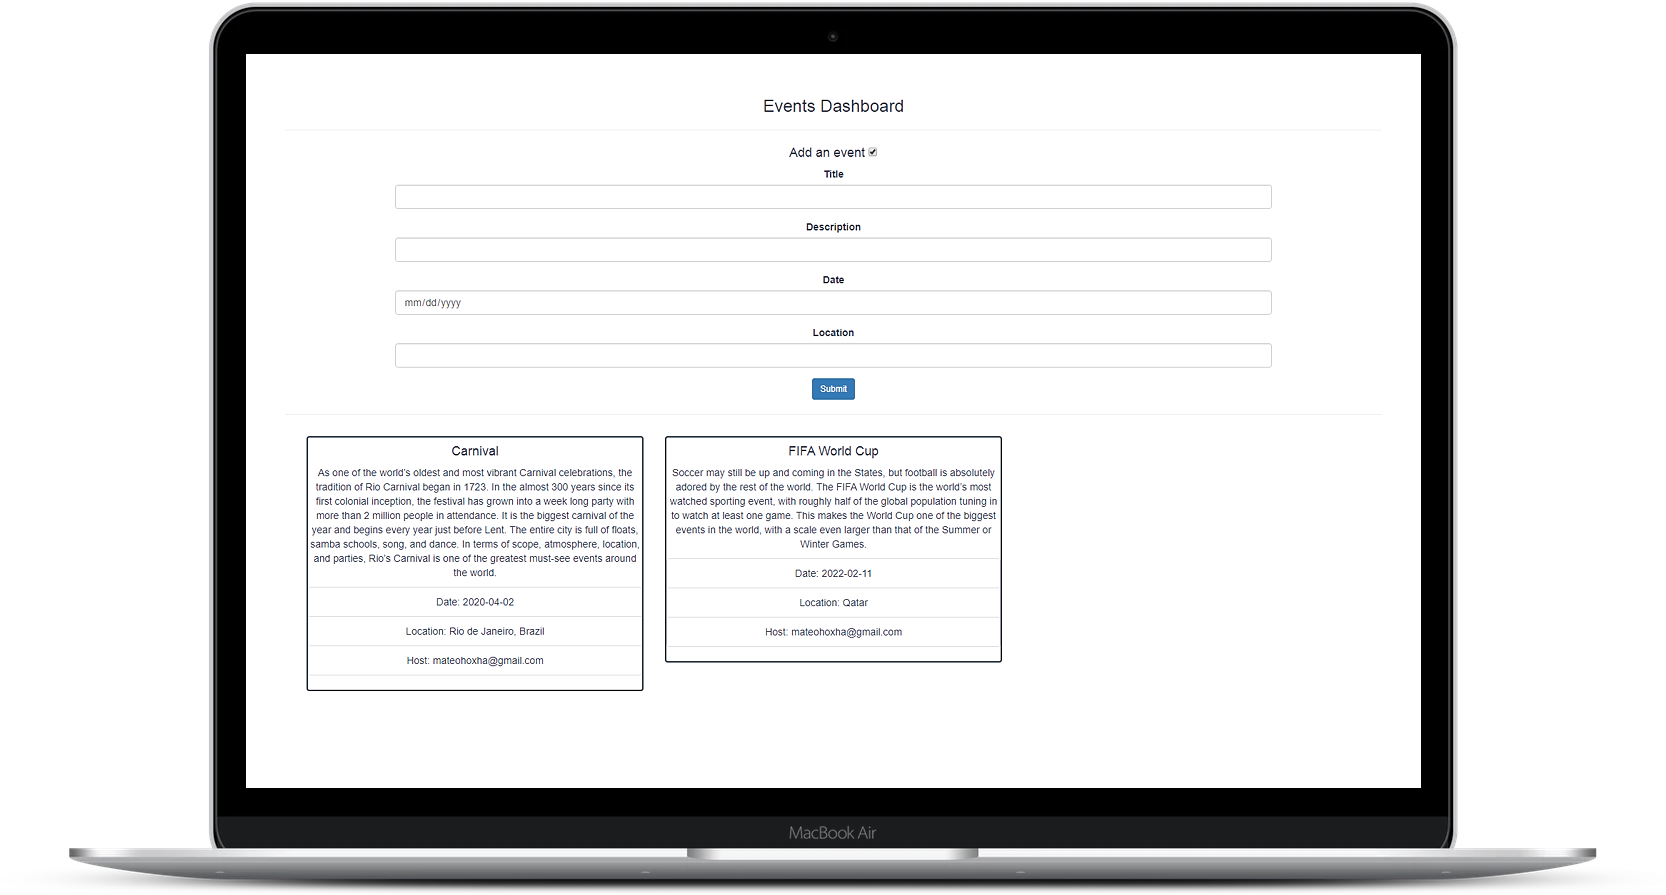 Events Dashboard
Add an event
Title
Description
Date
mm/dd/yyyy
Location
Submit
Carnival
As one of the world's oldest and most vibrant Carnival celebrations, the
tradition of Rio Carnival began in 1723. In the almost 300 years since its
first colonial inception, the festival has grown into a week long party with
more than 2 million people in attendance. It is the biggest carnival of the
year and begins every year just before Lent. The entire city is full of floats,
samba schools, song, and dance. In terms of scope, atmosphere, location,
and parties, Rio's Carnival is one of the greatest must-see events around
the world.
Date: 2020-04-02
Location: Rio de Janeiro, Brazil
Host: mateohoxha@gmail.com
FIFA World Cup
Soccer may still be up and coming in the States, but football is absolutely
adored by the rest of the world. The FIFA World Cup is the world's most
watched sporting event, with roughly half of the global population tuning in
to watch at least one game. This makes the World Cup one of the biggest
events in the world, with a scale even larger than that of the Summer or
Winter Games.
Date: 2022-02-11
Location: Qatar
Host: mateohoxha@gmail.com
MacBook Air